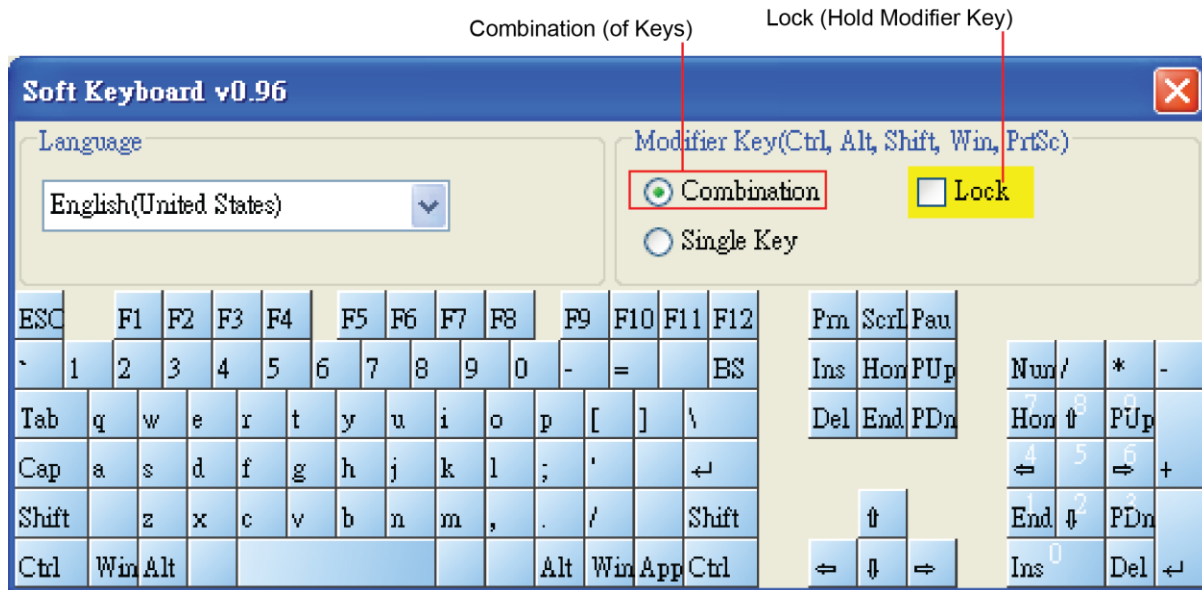 Combination (of Keys) Lock (Hold Modifier Key)
Soft Keyboard v0.96
Language Modifier Key(Ctrl, Alt, Shift, Win, PrtSc)
English(United States) Combination Lock
Single Key
ESC F1 F2 F3 F4 F5 F6 F7 F8 F9 F10 F11 F12 Prn ScrL Pau
` 1 2 3 4 5 6 7 8 9 0 - = BS Ins Hom PUp Num / * -
Tab q w e r t y u i o p [ ] \ Del End PDn Hom 7 ⇧ 8 PUp 9
Cap a s d f g h j k l ; ' ↵ ⇦ 4 5 ⇨ 6 +
Shift z x c v b n m , . / Shift ⇧ End 1 ⇩ 2 PDn 3
Ctrl Win Alt Alt Win App Ctrl ⇦ ⇩ ⇨ Ins 0 Del ↵